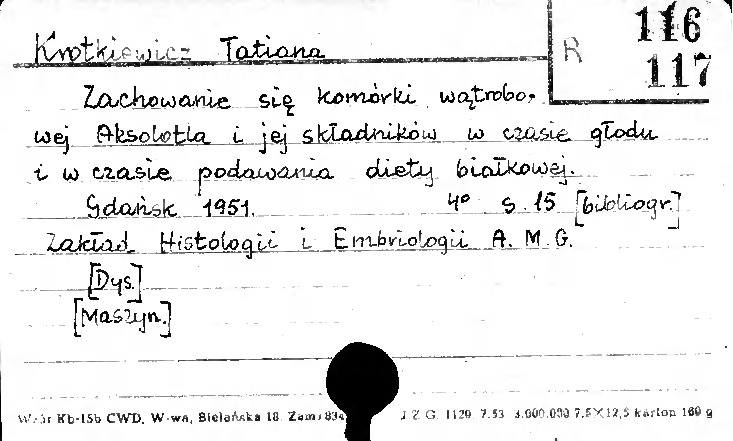 Krotkiewicz Tatiana
R 116
117
Zachowanie się komórki wątrobo-
wej Aksolotla i jej składników w czasie głodu
i w czasie podawania diety białkowej.
Gdańsk 1951. 4° s. 15 [bibliogr.]
Zakład Histologii i Embriologii A. M. G.
[Dys.]
[Maszyn.]
Wzór Kb-15b CWD, W-wa, Bielańska 18. Zam. 834 J.Z.G. 1129 7.53 3.000.000 7,5×12,5 karton 160 g